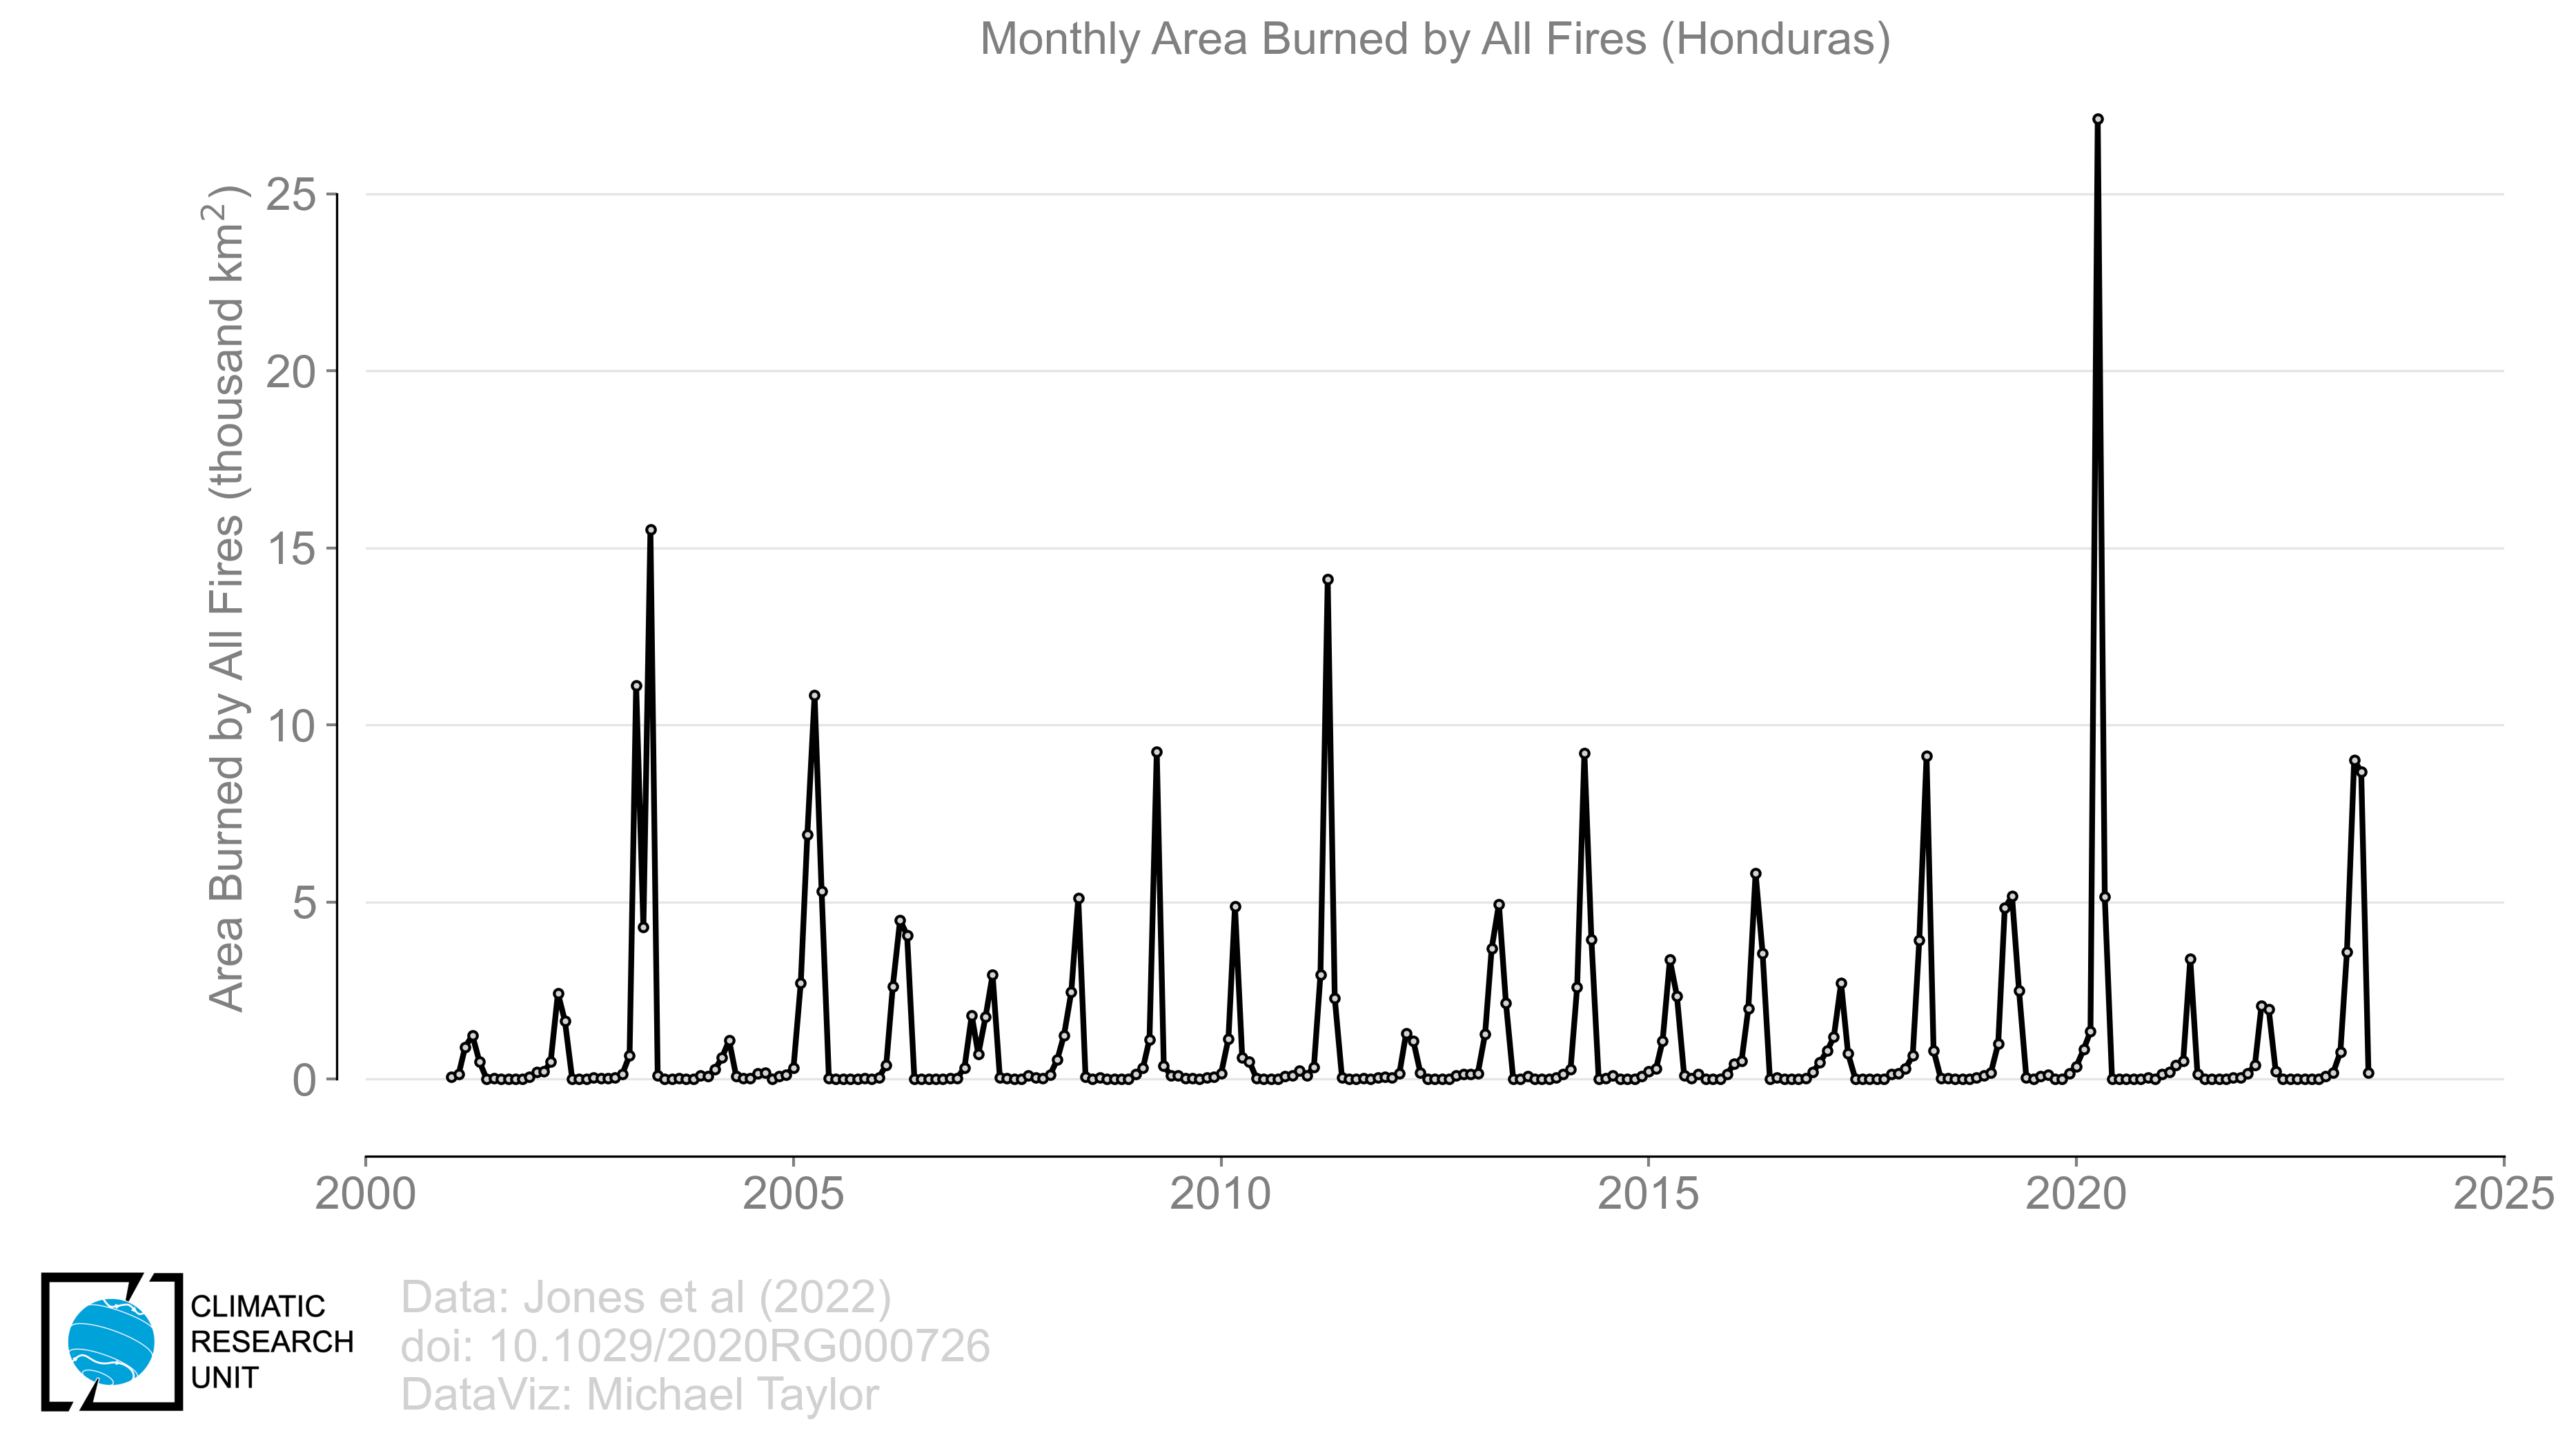 Monthly Area Burned by All Fires (Honduras)
Area Burned by All Fires (thousand km²)
25
20
15
10
5
0
2000 2005 2010 2015 2020 2025
CLIMATIC
RESEARCH
UNIT
Data: Jones et al (2022)
doi: 10.1029/2020RG000726
DataViz: Michael Taylor